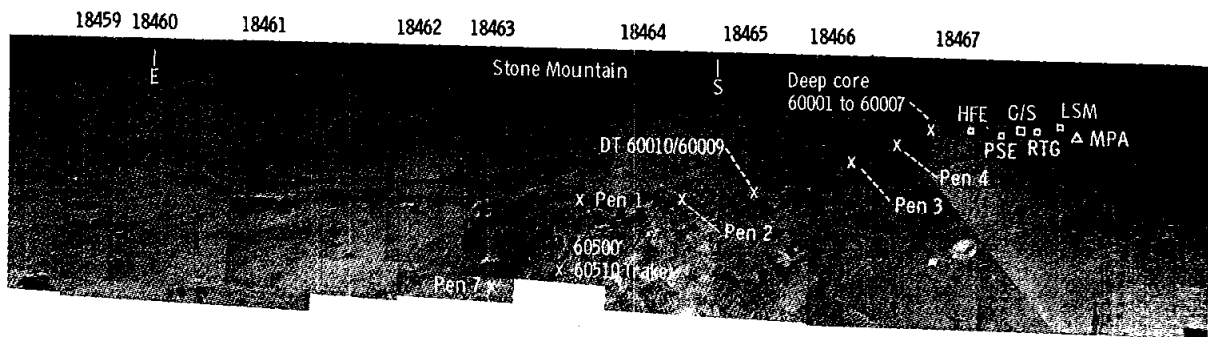 18459 18460 18461 18462 18463 18464 18465 18466 18467
E
Stone Mountain
S
Deep core
60001 to 60007
HFE G/S LSM
PSE RTG MPA
DT 60010/60009
Pen 4
Pen 1
Pen 3
Pen 2
60500
60510 (rake)
Pen 7